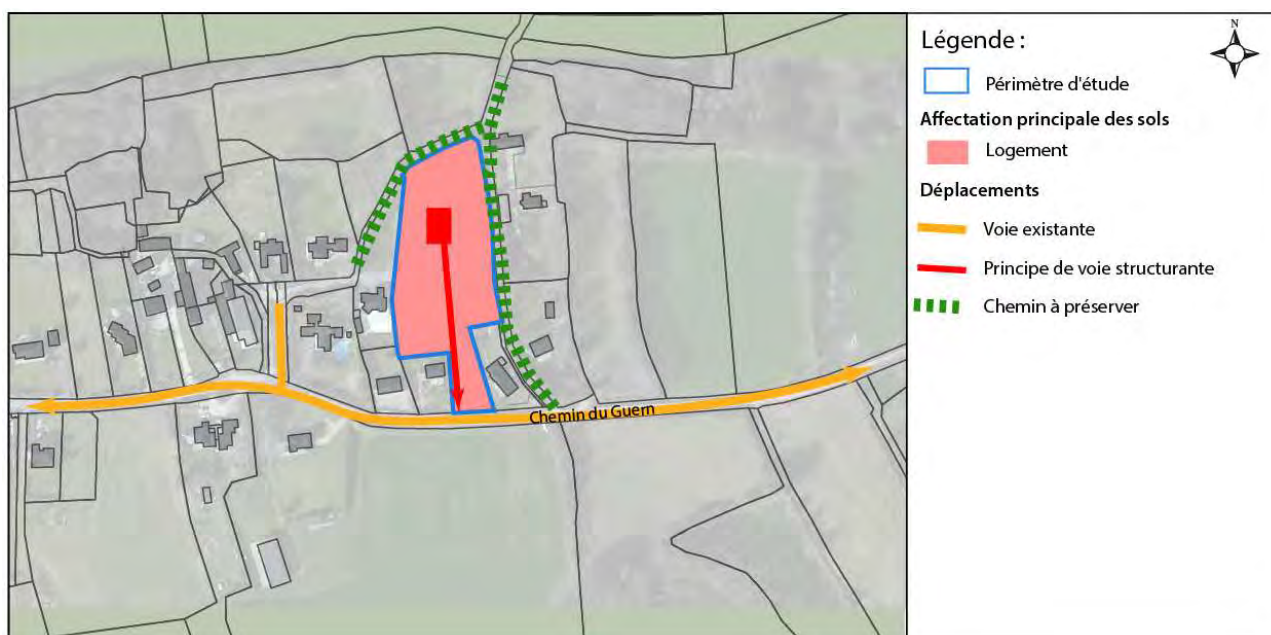 Légende :
N
Périmètre d'étude
Affectation principale des sols
Logement
Déplacements
Voie existante
Principe de voie structurante
Chemin à préserver
Chemin du Guern